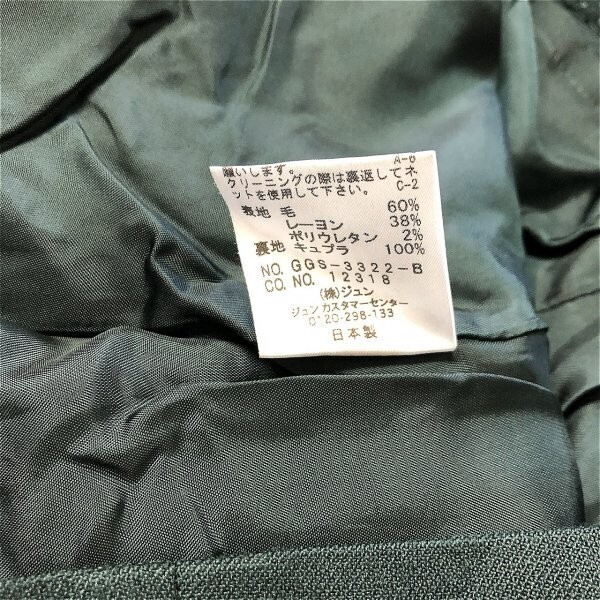 願いします。 A-6
クリーニングの際は裏返してネ C-2
ットを使用して下さい。
表地 毛 60%
レーヨン 38%
ポリウレタン 2%
裏地 キュプラ 100%
NO. GGS-3322-B
CO. NO. 12318
(株)ジュン
ジュン カスタマーセンター
0120-298-133
日本製